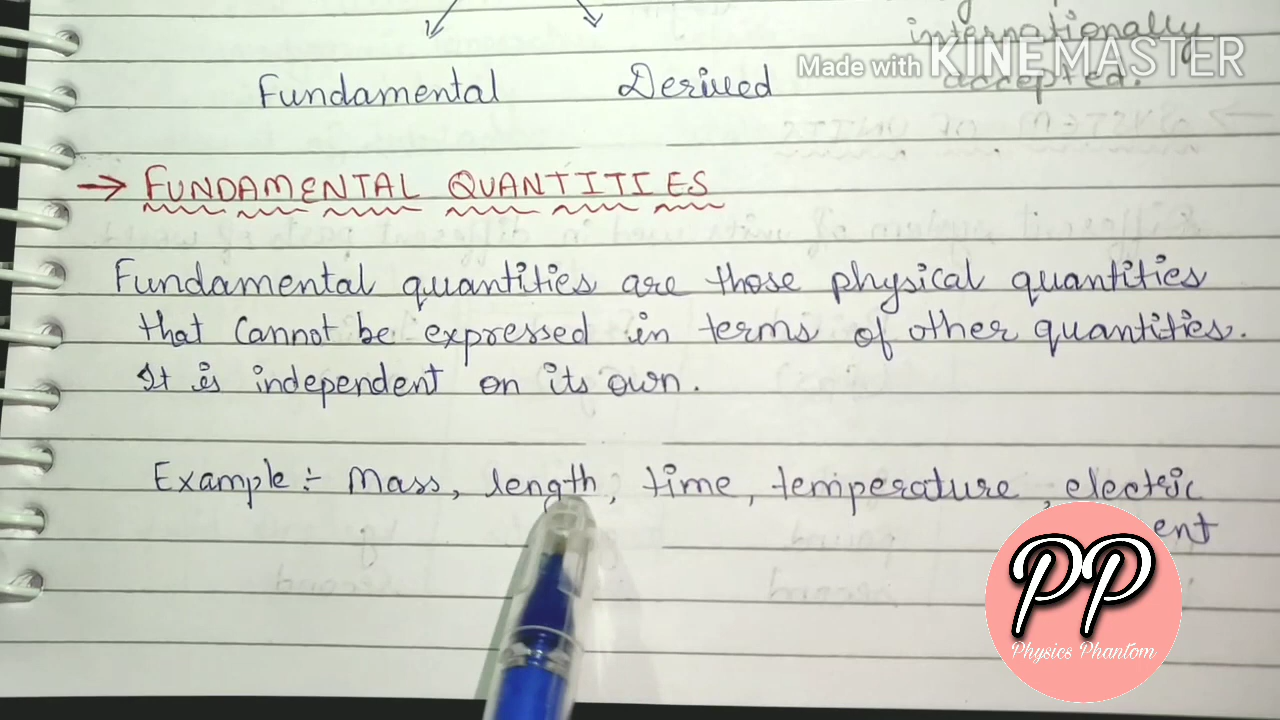 internationally
Made with KINEMASTER
accepted.
Fundamental Derived
→ FUNDAMENTAL QUANTITIES
Fundamental quantities are those physical quantities
that cannot be expressed in terms of other quantities.
It is independent on its own.
Example ÷ Mass, length, time, temperature, electric
ent
PP
Physics Phantom